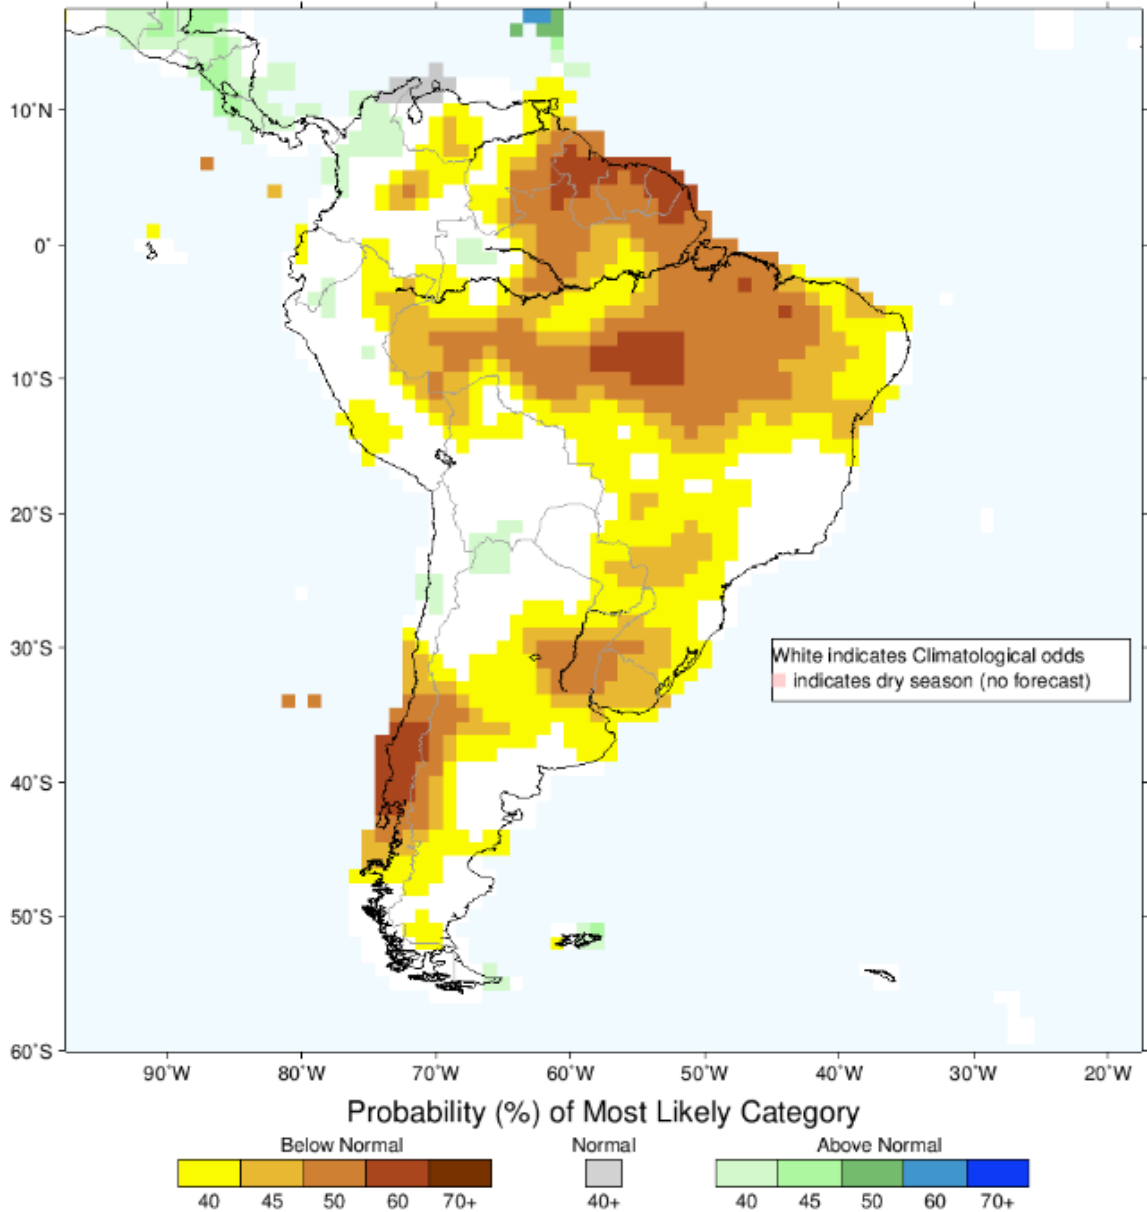 10˚N
0˚
10˚S
20˚S
30˚S
40˚S
50˚S
60˚S
White indicates Climatological odds
indicates dry season (no forecast)
90˚W 80˚W 70˚W 60˚W 50˚W 40˚W 30˚W 20˚W
Probability (%) of Most Likely Category
Below Normal Normal Above Normal
40 45 50 60 70+ 40+ 40 45 50 60 70+